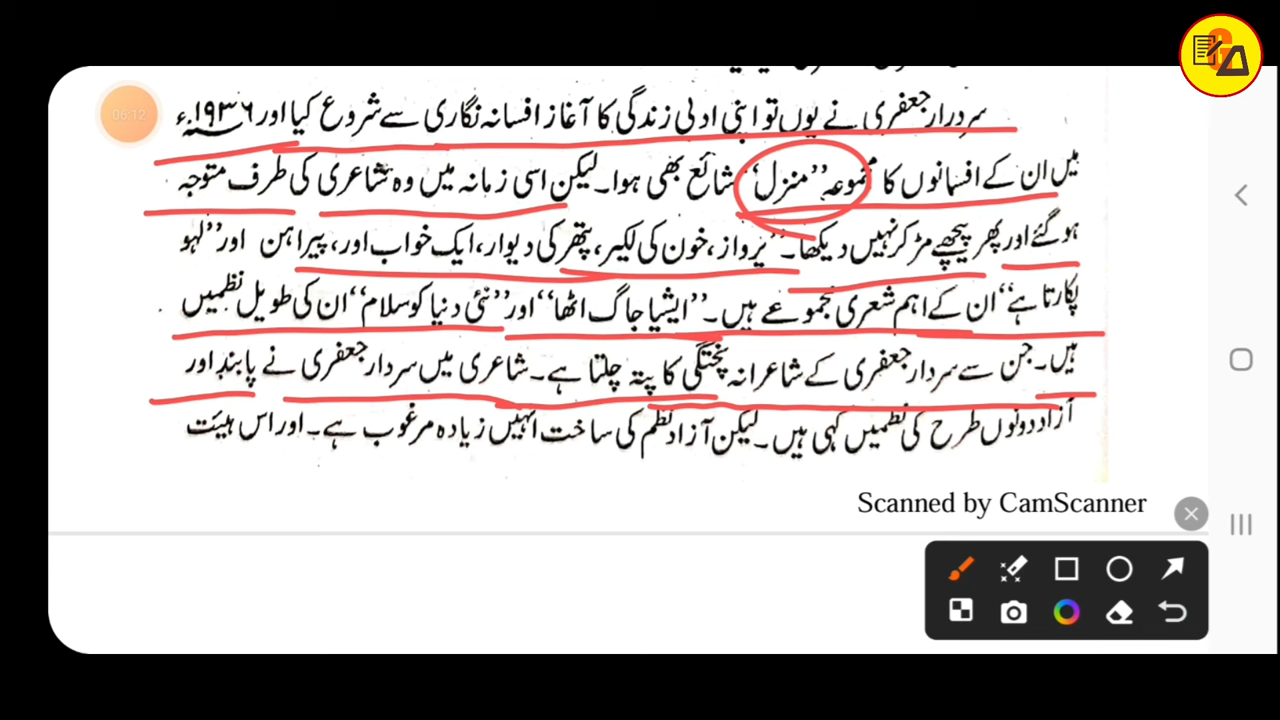 06:12
سردار جعفری نے یوں تو اپنی ادبی زندگی کا آغاز افسانہ نگاری سے شروع کیا اور ۱۹۳۶ء
میں ان کے افسانوں کا مجموعہ ’’منزل‘‘ شائع بھی ہوا۔ لیکن اسی زمانہ میں وہ شاعری کی طرف متوجہ
ہو گئے اور پھر پیچھے مڑ کر نہیں دیکھا۔ ’’پرواز، خون کی لکیر، پتھر کی دیوار، ایک خواب اور، پیراہن اور ’’لہو
پکارتا ہے‘‘ ان کے اہم شعری مجموعے ہیں۔ ’’ایشیا جاگ اٹھا‘‘ اور ’’نئی دنیا کو سلام‘‘ ان کی طویل نظمیں
ہیں۔ جن سے سردار جعفری کے شاعرانہ پختگی کا پتہ چلتا ہے۔ شاعری میں سردار جعفری نے پابند اور
آزاد دونوں طرح کی نظمیں کہی ہیں۔ لیکن آزاد نظم کی ساخت انہیں زیادہ مرغوب ہے۔ اور اس ہیئت
Scanned by CamScanner